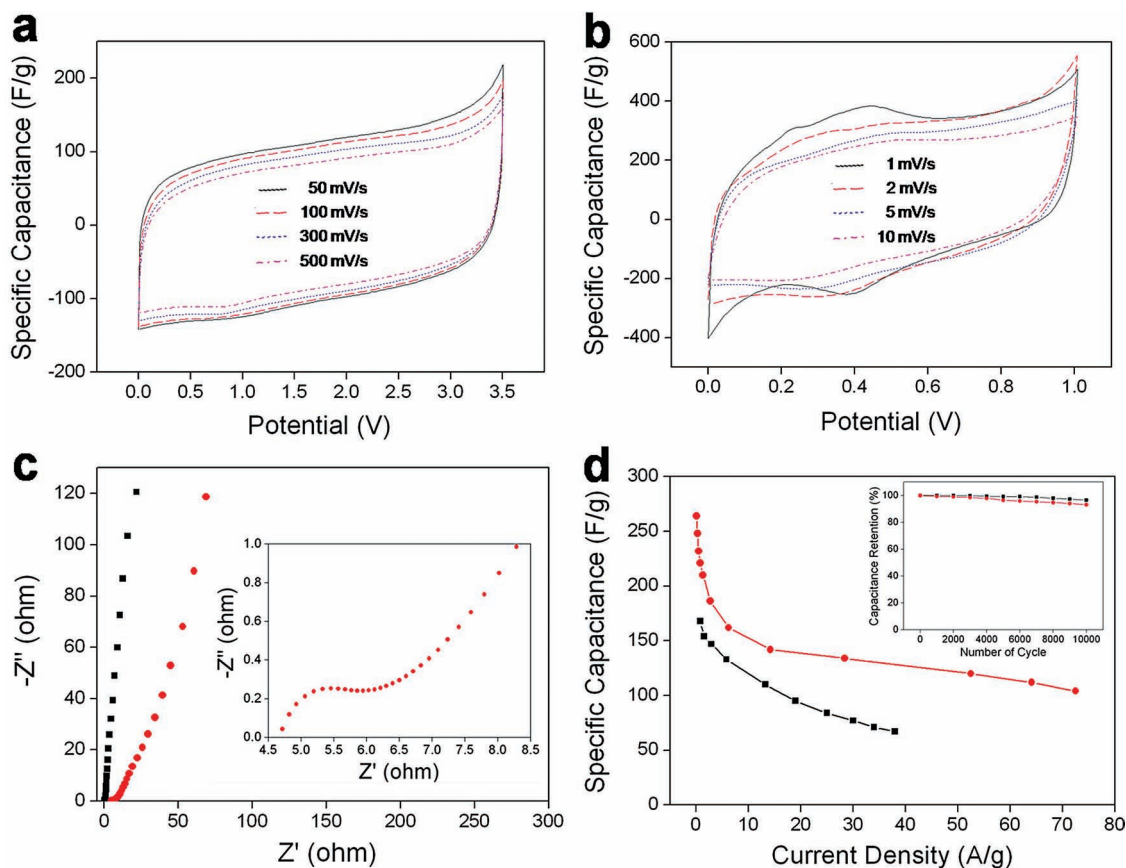 a
Specific Capacitance (F/g)
200
100
0
-100
-200
50 mV/s
100 mV/s
300 mV/s
500 mV/s
0.0 0.5 1.0 1.5 2.0 2.5 3.0 3.5
Potential (V)
b
Specific Capacitance (F/g)
600
400
200
0
-200
-400
1 mV/s
2 mV/s
5 mV/s
10 mV/s
0.0 0.2 0.4 0.6 0.8 1.0
Potential (V)
c
-Z'' (ohm)
120
100
80
60
40
20
0
0 50 100 150 200 250 300
Z' (ohm)
-Z'' (ohm)
1.0
0.8
0.6
0.4
0.2
0.0
4.5 5.0 5.5 6.0 6.5 7.0 7.5 8.0 8.5
Z' (ohm)
d
Specific Capacitance (F/g)
300
250
200
150
100
50
0
0 10 20 30 40 50 60 70 80
Current Density (A/g)
Capacitance Retention (%)
100
80
60
40
20
0
0 2000 4000 6000 8000 10000
Number of Cycle